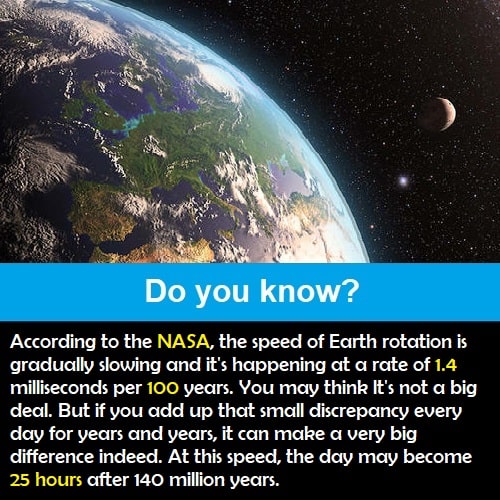 Do you know?
According to the NASA, the speed of Earth rotation is
gradually slowing and it's happening at a rate of 1.4
milliseconds per 100 years. You may think It's not a big
deal. But if you add up that small discrepancy every
day for years and years, it can make a very big
difference indeed. At this speed, the day may become
25 hours after 140 million years.